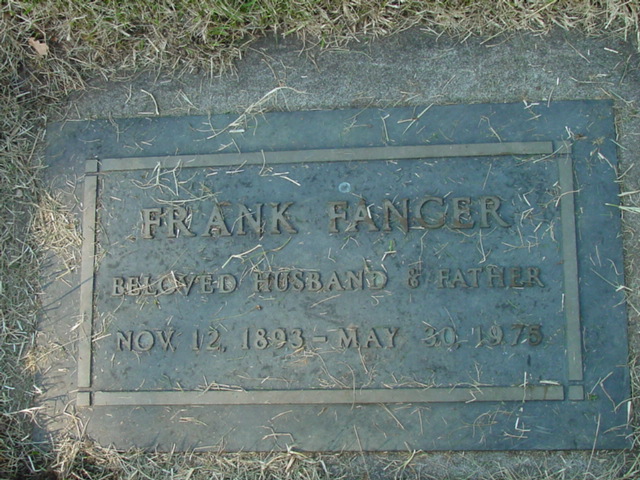 FRANK FANGER
BELOVED HUSBAND & FATHER
NOV. 12, 1893 - MAY 30, 1975